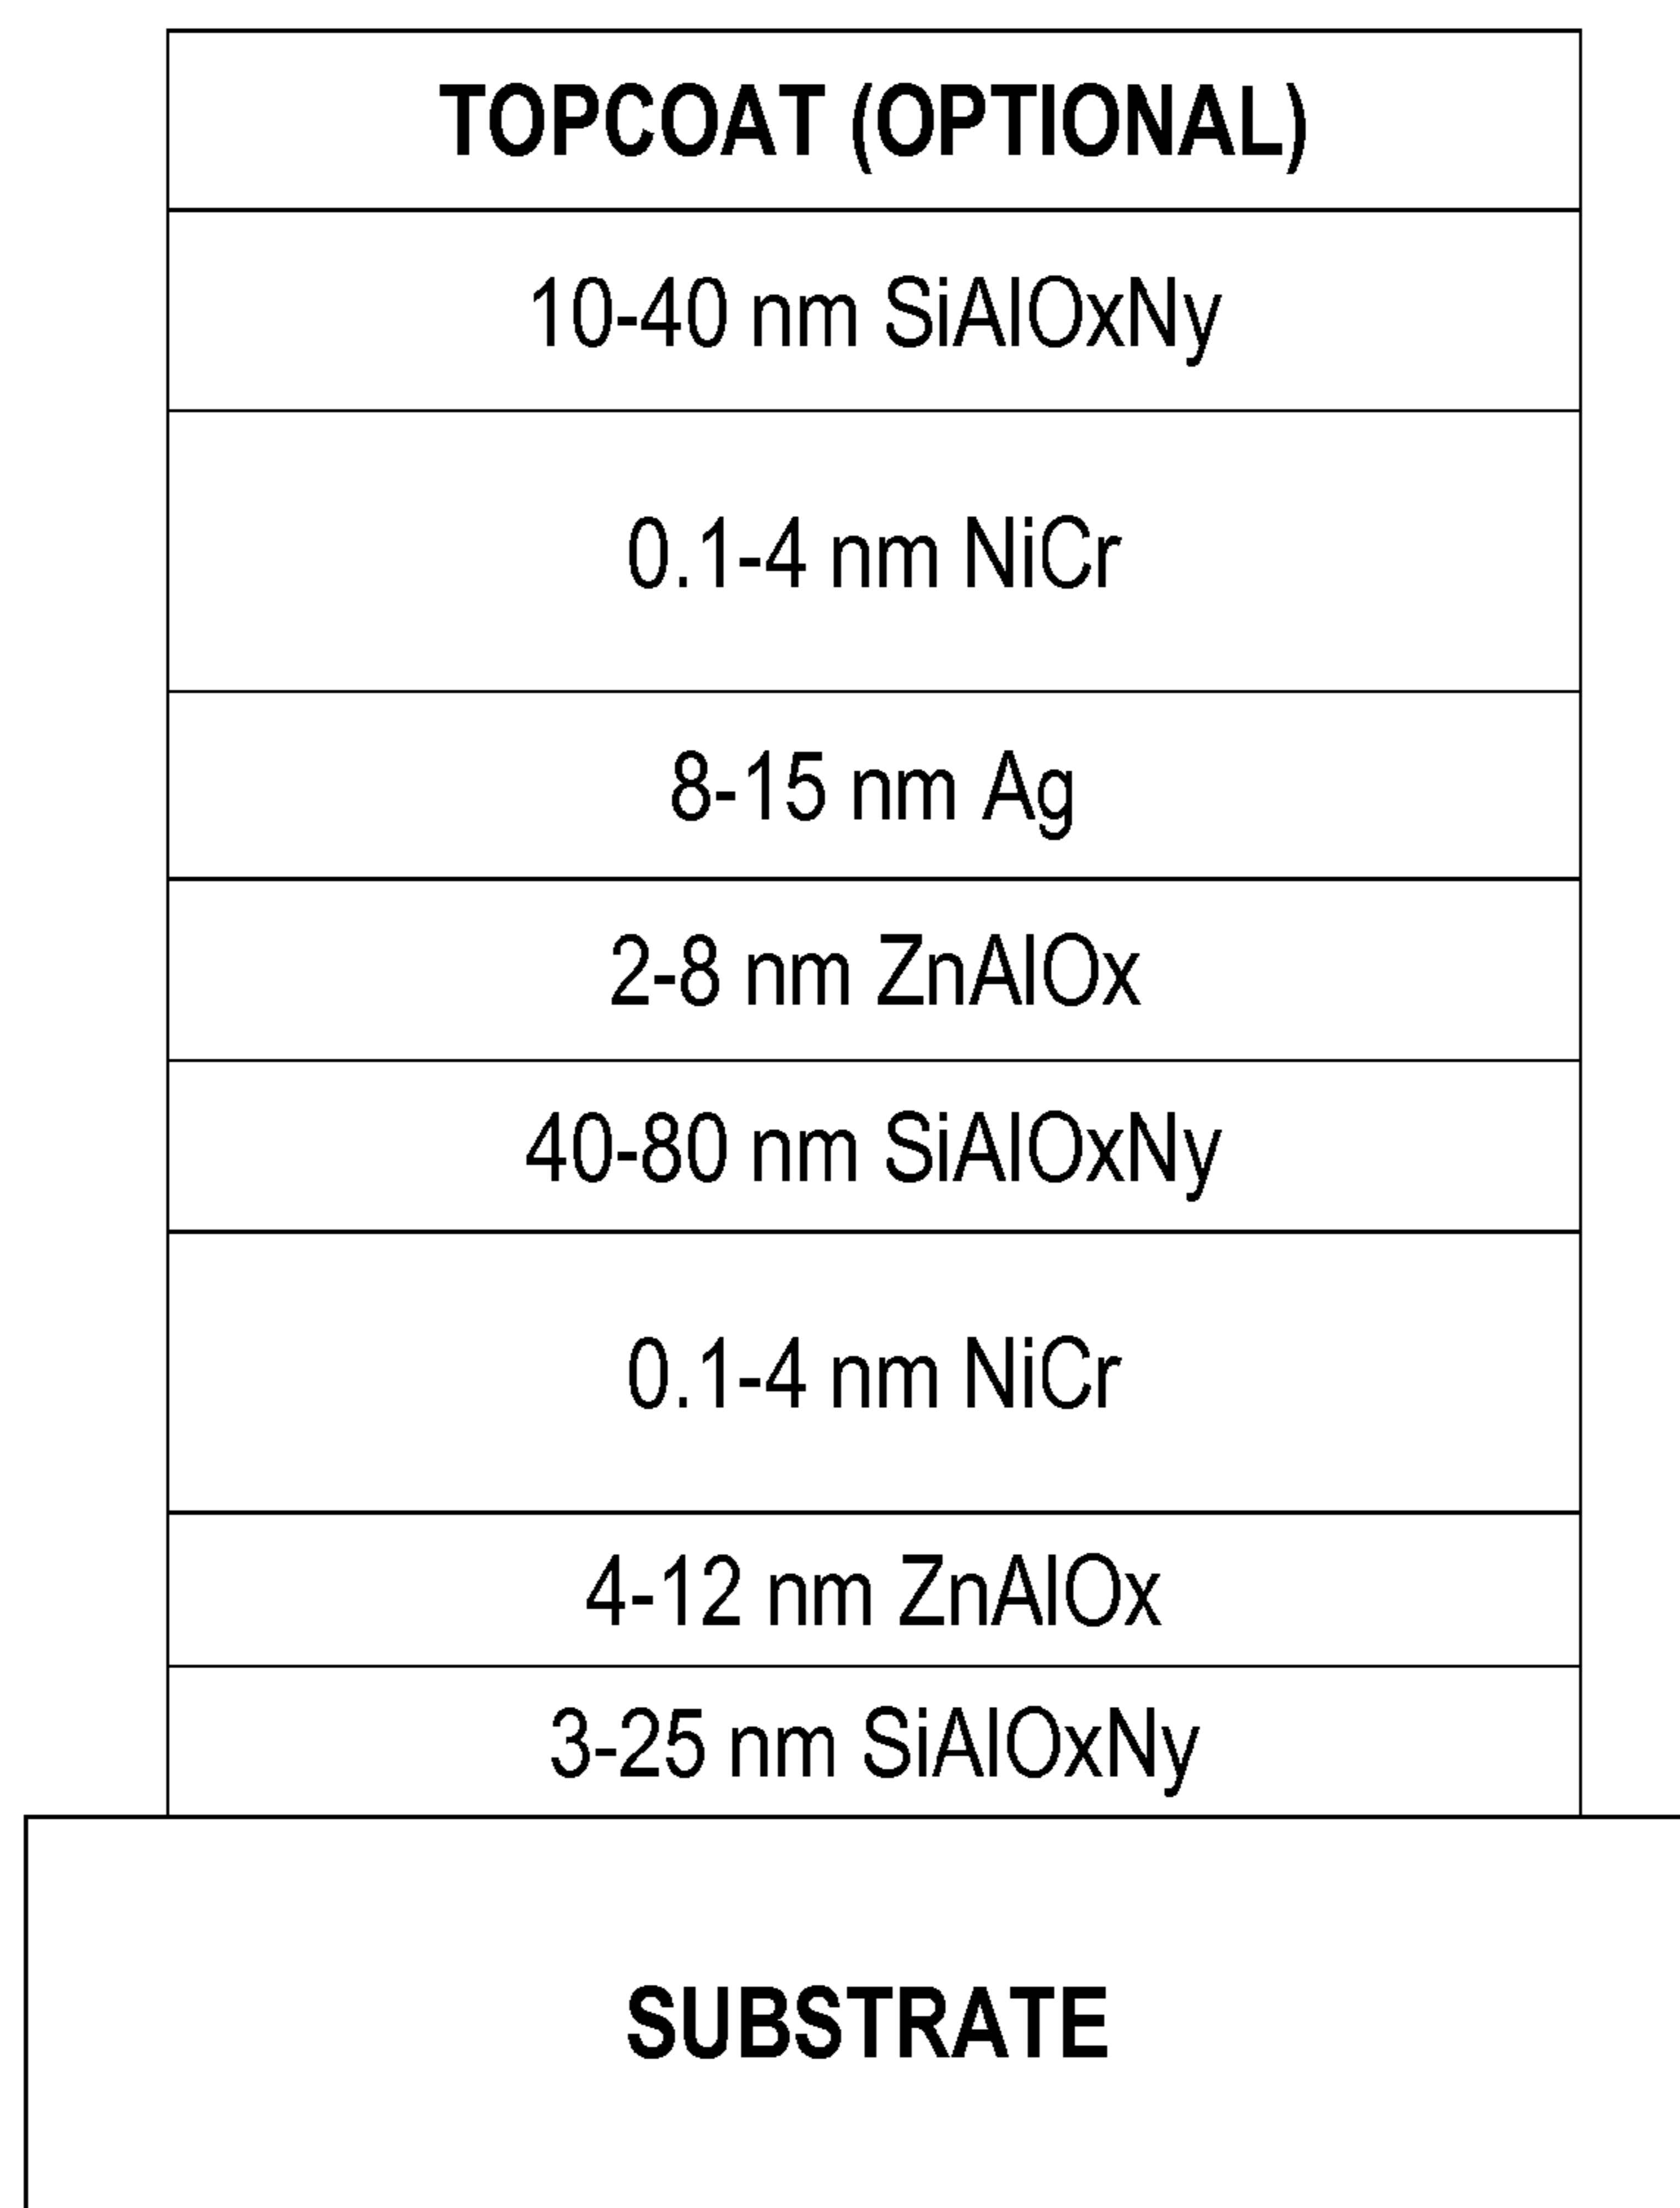 TOPCOAT (OPTIONAL)
10-40 nm SiAlOxNy
0.1-4 nm NiCr
8-15 nm Ag
2-8 nm ZnAlOx
40-80 nm SiAlOxNy
0.1-4 nm NiCr
4-12 nm ZnAlOx
3-25 nm SiAlOxNy
SUBSTRATE